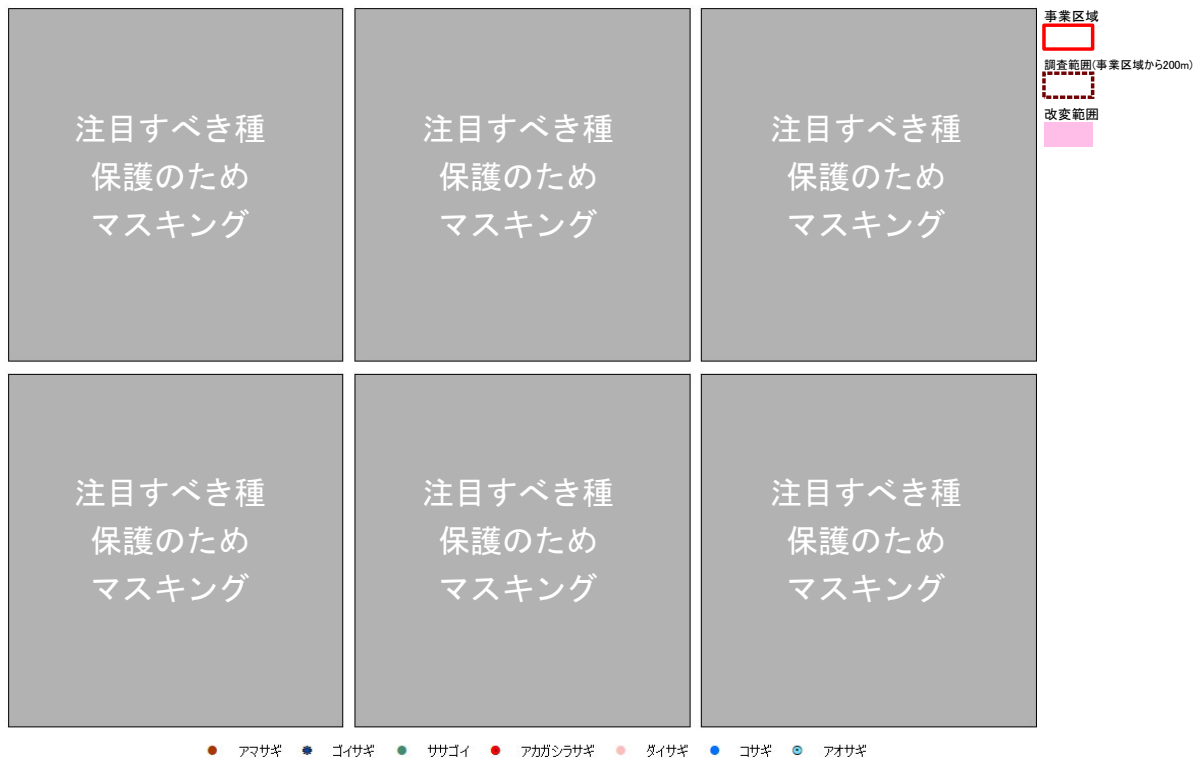 注目すべき種
保護のため
マスキング
注目すべき種
保護のため
マスキング
注目すべき種
保護のため
マスキング
事業区域
調査範囲(事業区域から200m)
改変範囲
注目すべき種
保護のため
マスキング
注目すべき種
保護のため
マスキング
注目すべき種
保護のため
マスキング
アマサギ ゴイサギ ササゴイ アカガシラサギ ダイサギ コサギ アオサギ